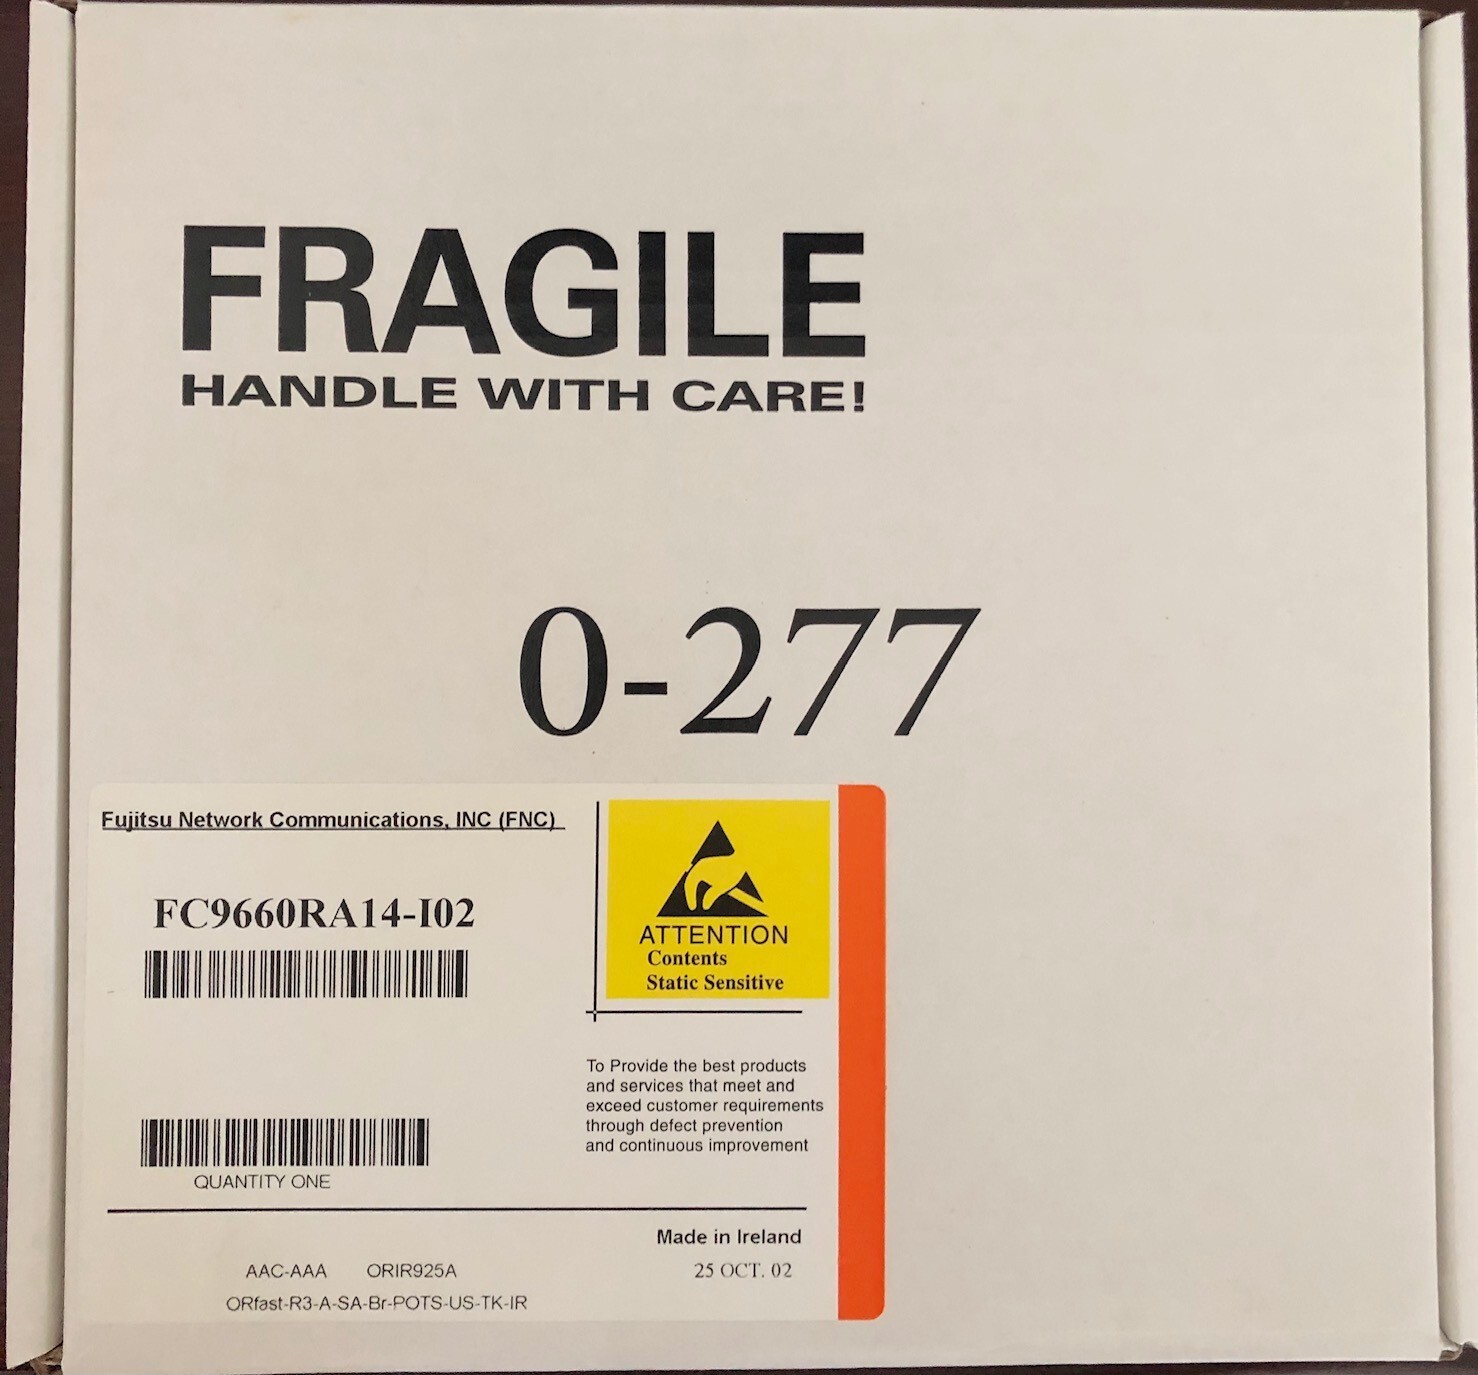 FRAGILE
HANDLE WITH CARE!
0-277
Fujitsu Network Communications, INC (FNC)
FC9660RA14-I02
ATTENTION
Contents
Static Sensitive
To Provide the best products
and services that meet and
exceed customer requirements
through defect prevention
and continuous improvement
QUANTITY ONE
Made in Ireland
AAC-AAA ORIR925A 25 OCT. 02
ORfast-R3-A-SA-Br-POTS-US-TK-IR